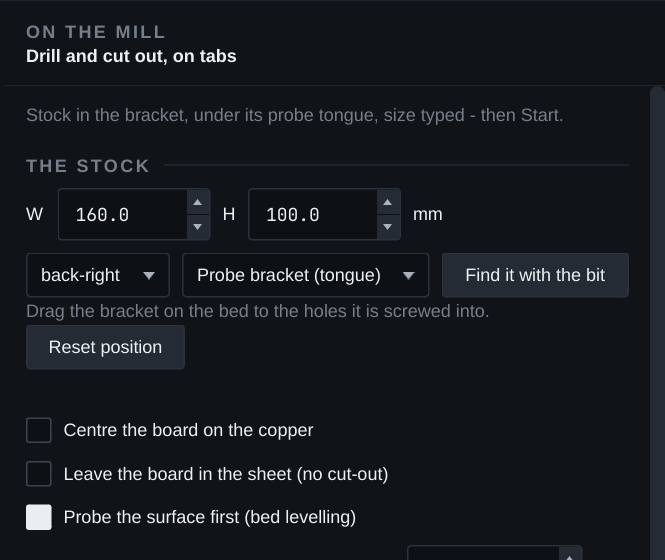 ON THE MILL
Drill and cut out, on tabs
Stock in the bracket, under its probe tongue, size typed - then Start.
THE STOCK
W 160.0 H 100.0 mm
back-right Probe bracket (tongue) Find it with the bit
Drag the bracket on the bed to the holes it is screwed into.
Reset position
Centre the board on the copper
Leave the board in the sheet (no cut-out)
Probe the surface first (bed levelling)